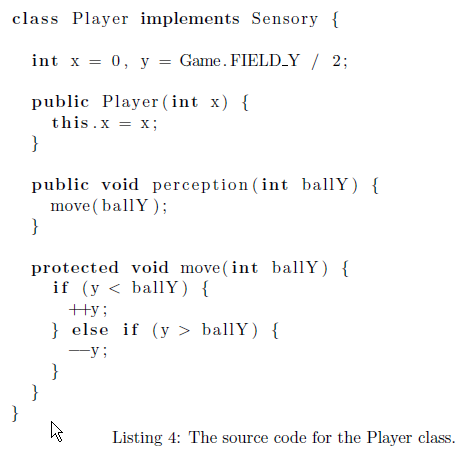 class Player implements Sensory {
int x = 0, y = Game.FIELD_Y / 2;
public Player(int x) {
this.x = x;
}
public void perception(int ballY) {
move(ballY);
}
protected void move(int ballY) {
if (y < ballY) {
++y;
} else if (y > ballY) {
--y;
}
}
}
Listing 4: The source code for the Player class.